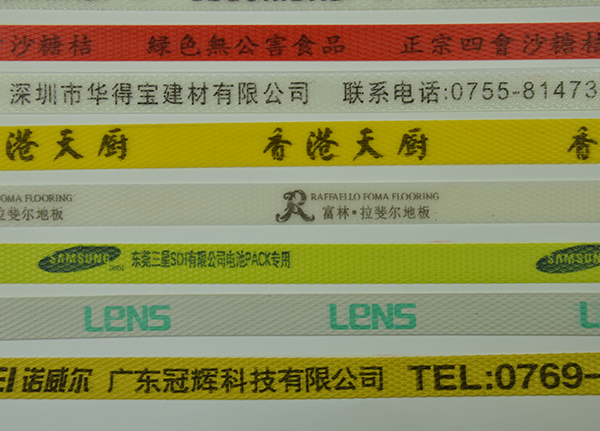 沙糖桔 綠色無公害食品 正宗四會沙糖桔
深圳市华得宝建材有限公司 联系电话:0755-81473
港天厨 香港天厨 香
FOMA FLOORING RAFFAELLO FOMA FLOORING
拉斐尔地板 富林·拉斐尔地板
SAMSUNG 东莞三星SDI有限公司电池PACK专用 SAMSUNG
LENS LENS L
EI 诺威尔 广东冠辉科技有限公司 TEL:0769-